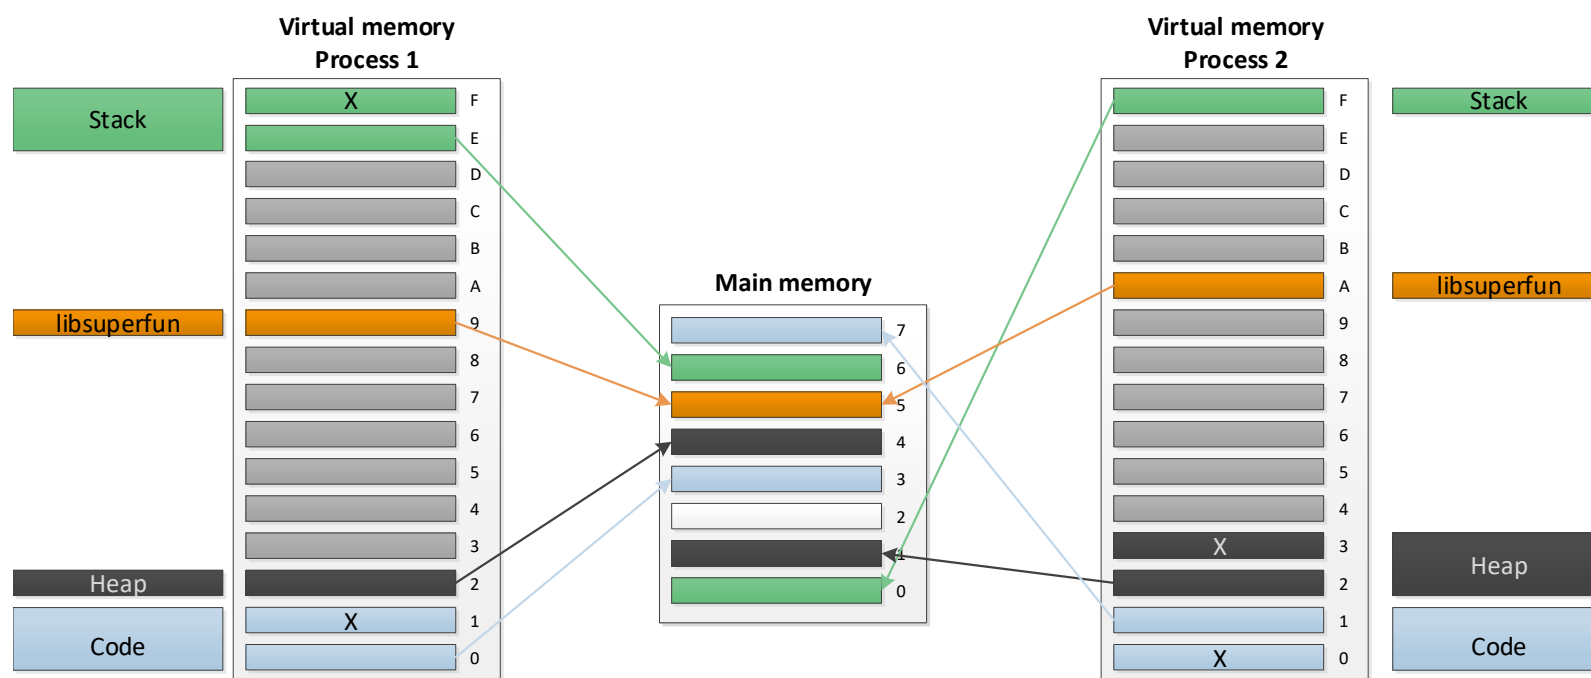 Virtual memory
Process 1
Virtual memory
Process 2
Stack
X
F
E
D
C
B
A
libsuperfun
9
8
7
6
5
4
3
Heap
2
X
1
Code
0
Main memory
7
6
5
4
3
2
1
0
F
Stack
E
D
C
B
A
libsuperfun
9
8
7
6
5
4
X
3
Heap
2
1
Code
X
0